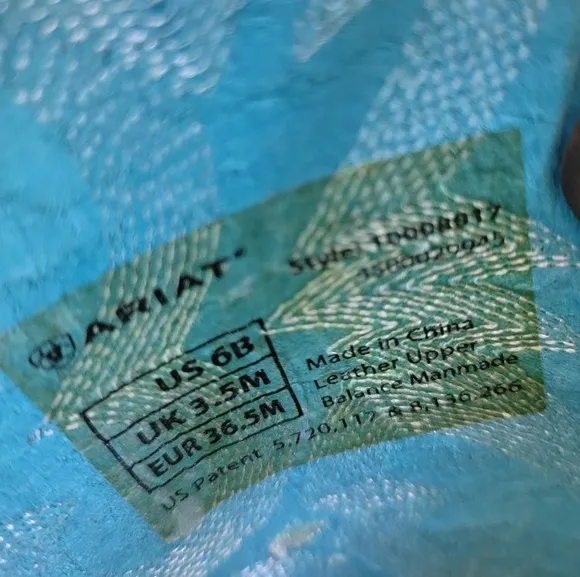 ARIAT®
Style: 10008017
US 6B
UK 3.5M
EUR 36.5M
Made in China
Leather Upper
Balance Manmade
US Patent 5,720,117 & 8,136,266